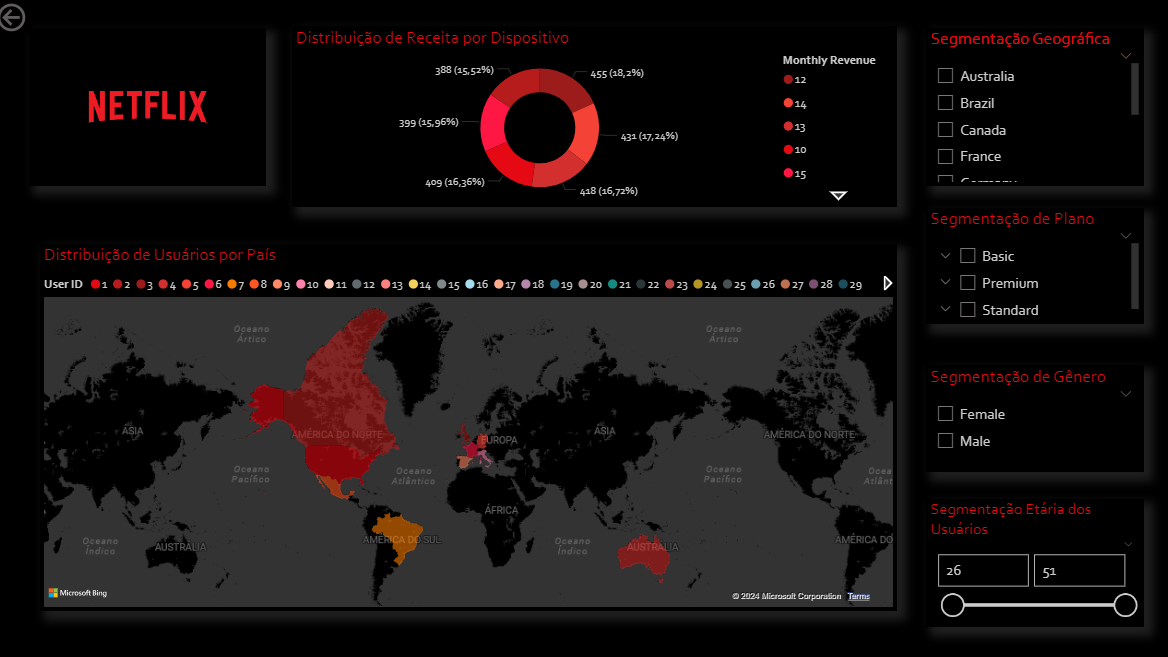 NETFLIX
Distribuição de Receita por Dispositivo
388 (15,52%)
455 (18,2%)
399 (15,96%)
431 (17,24%)
409 (16,36%)
418 (16,72%)
Monthly Revenue
12
14
13
10
15
Segmentação Geográfica
Australia
Brazil
Canada
France
Germany
Segmentação de Plano
Basic
Premium
Standard
Distribuição de Usuários por País
User ID 1 2 3 4 5 6 7 8 9 10 11 12 13 14 15 16 17 18 19 20 21 22 23 24 25 26 27 28 29
Oceano
Ártico
Oceano
Ártico
ÁSIA
AMÉRICA DO NORTE
EUROPA
ÁSIA
AMÉRICA DO NORTE
Oceano
Pacífico
Oceano
Atlântico
Oceano
Pacífico
Ocea
Atlânt
ÁFRICA
Oceano
Índico
AUSTRALIA
AMÉRICA DO SUL
Oceano
Índico
AUSTRALIA
AMÉRICA DO
Microsoft Bing
© 2024 Microsoft Corporation Terms
Segmentação de Gênero
Female
Male
Segmentação Etária dos
Usuários
26
51